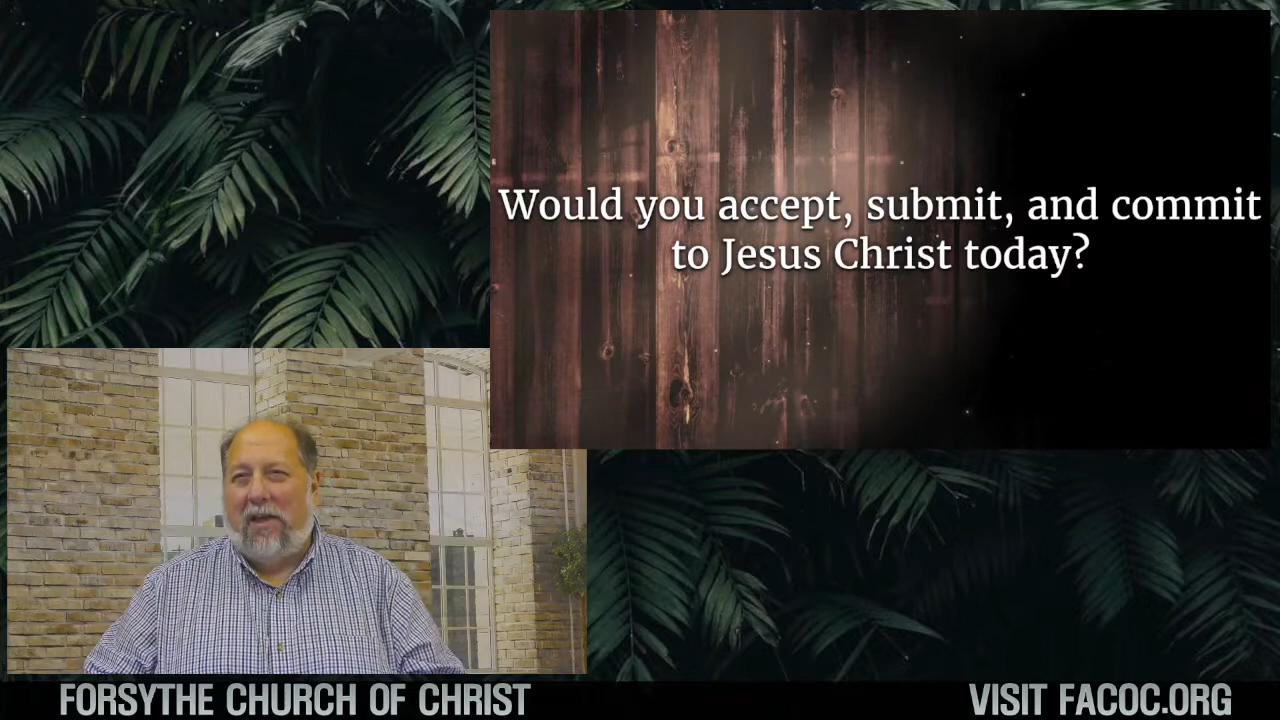 Would you accept, submit, and commit
to Jesus Christ today?
FORSYTHE CHURCH OF CHRIST
VISIT FACOC.ORG